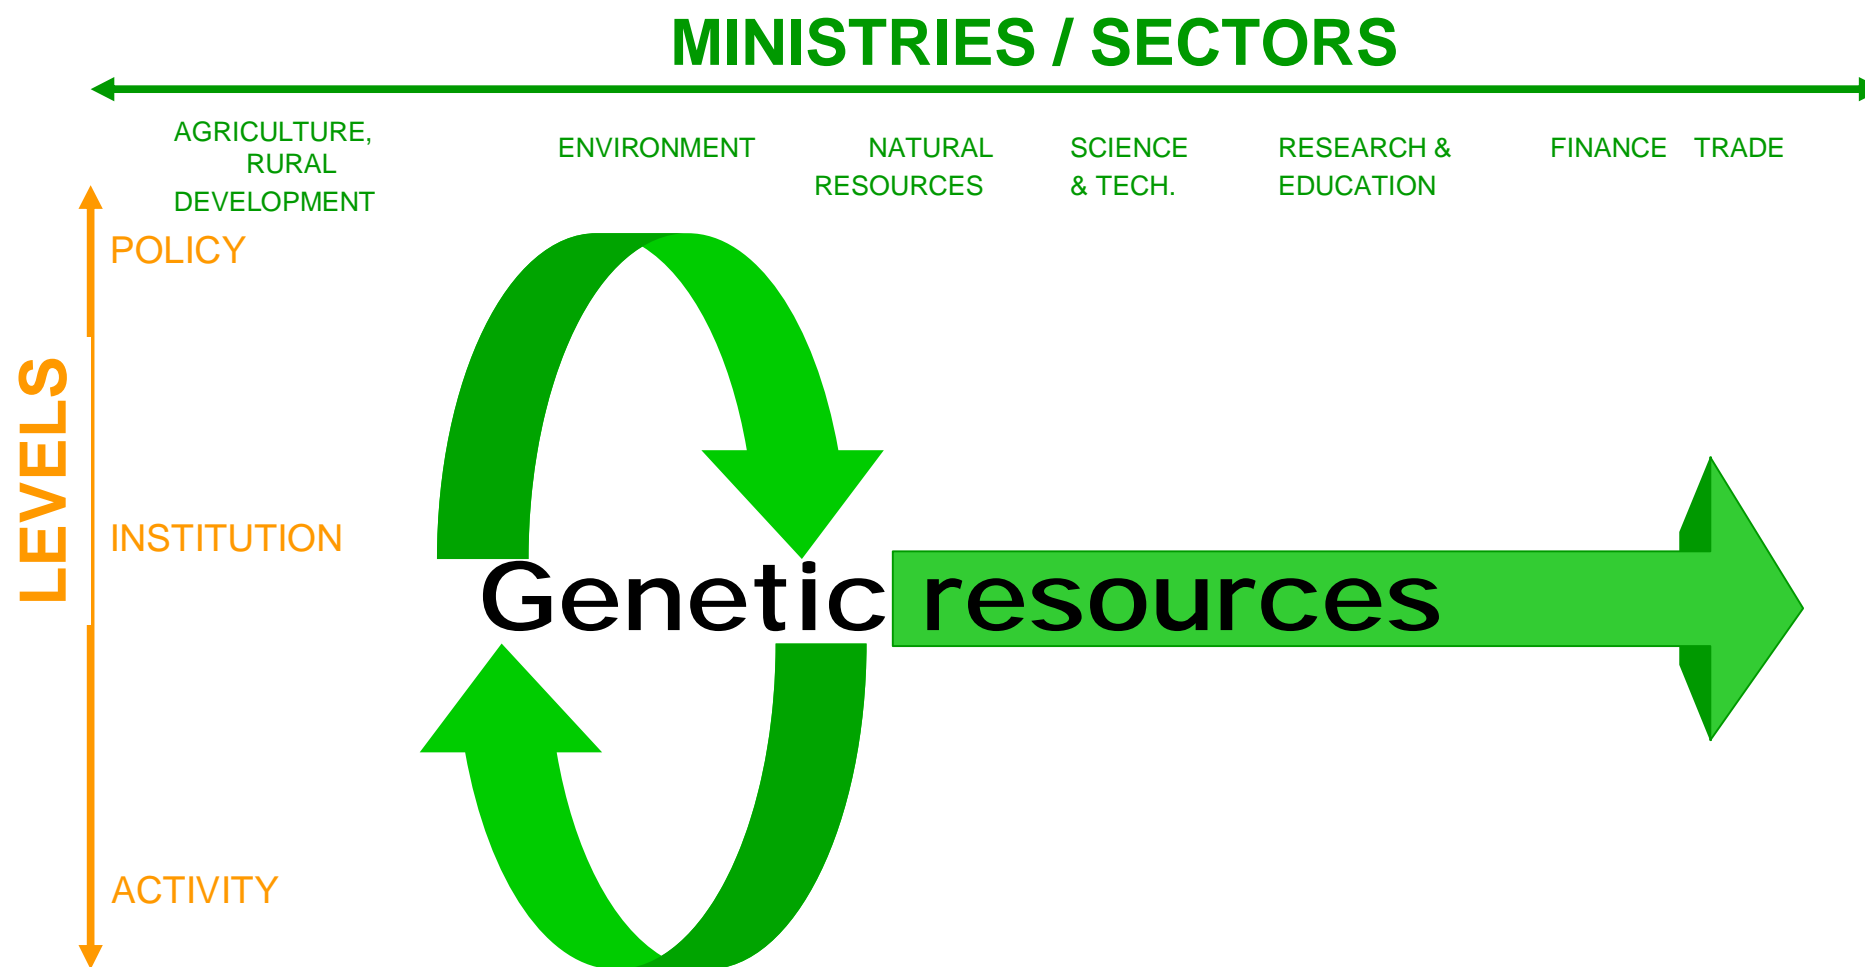 MINISTRIES / SECTORS
AGRICULTURE,
RURAL
DEVELOPMENT
ENVIRONMENT
NATURAL
RESOURCES
SCIENCE
& TECH.
RESEARCH &
EDUCATION
FINANCE
TRADE
LEVELS
POLICY
INSTITUTION
Genetic resources
ACTIVITY